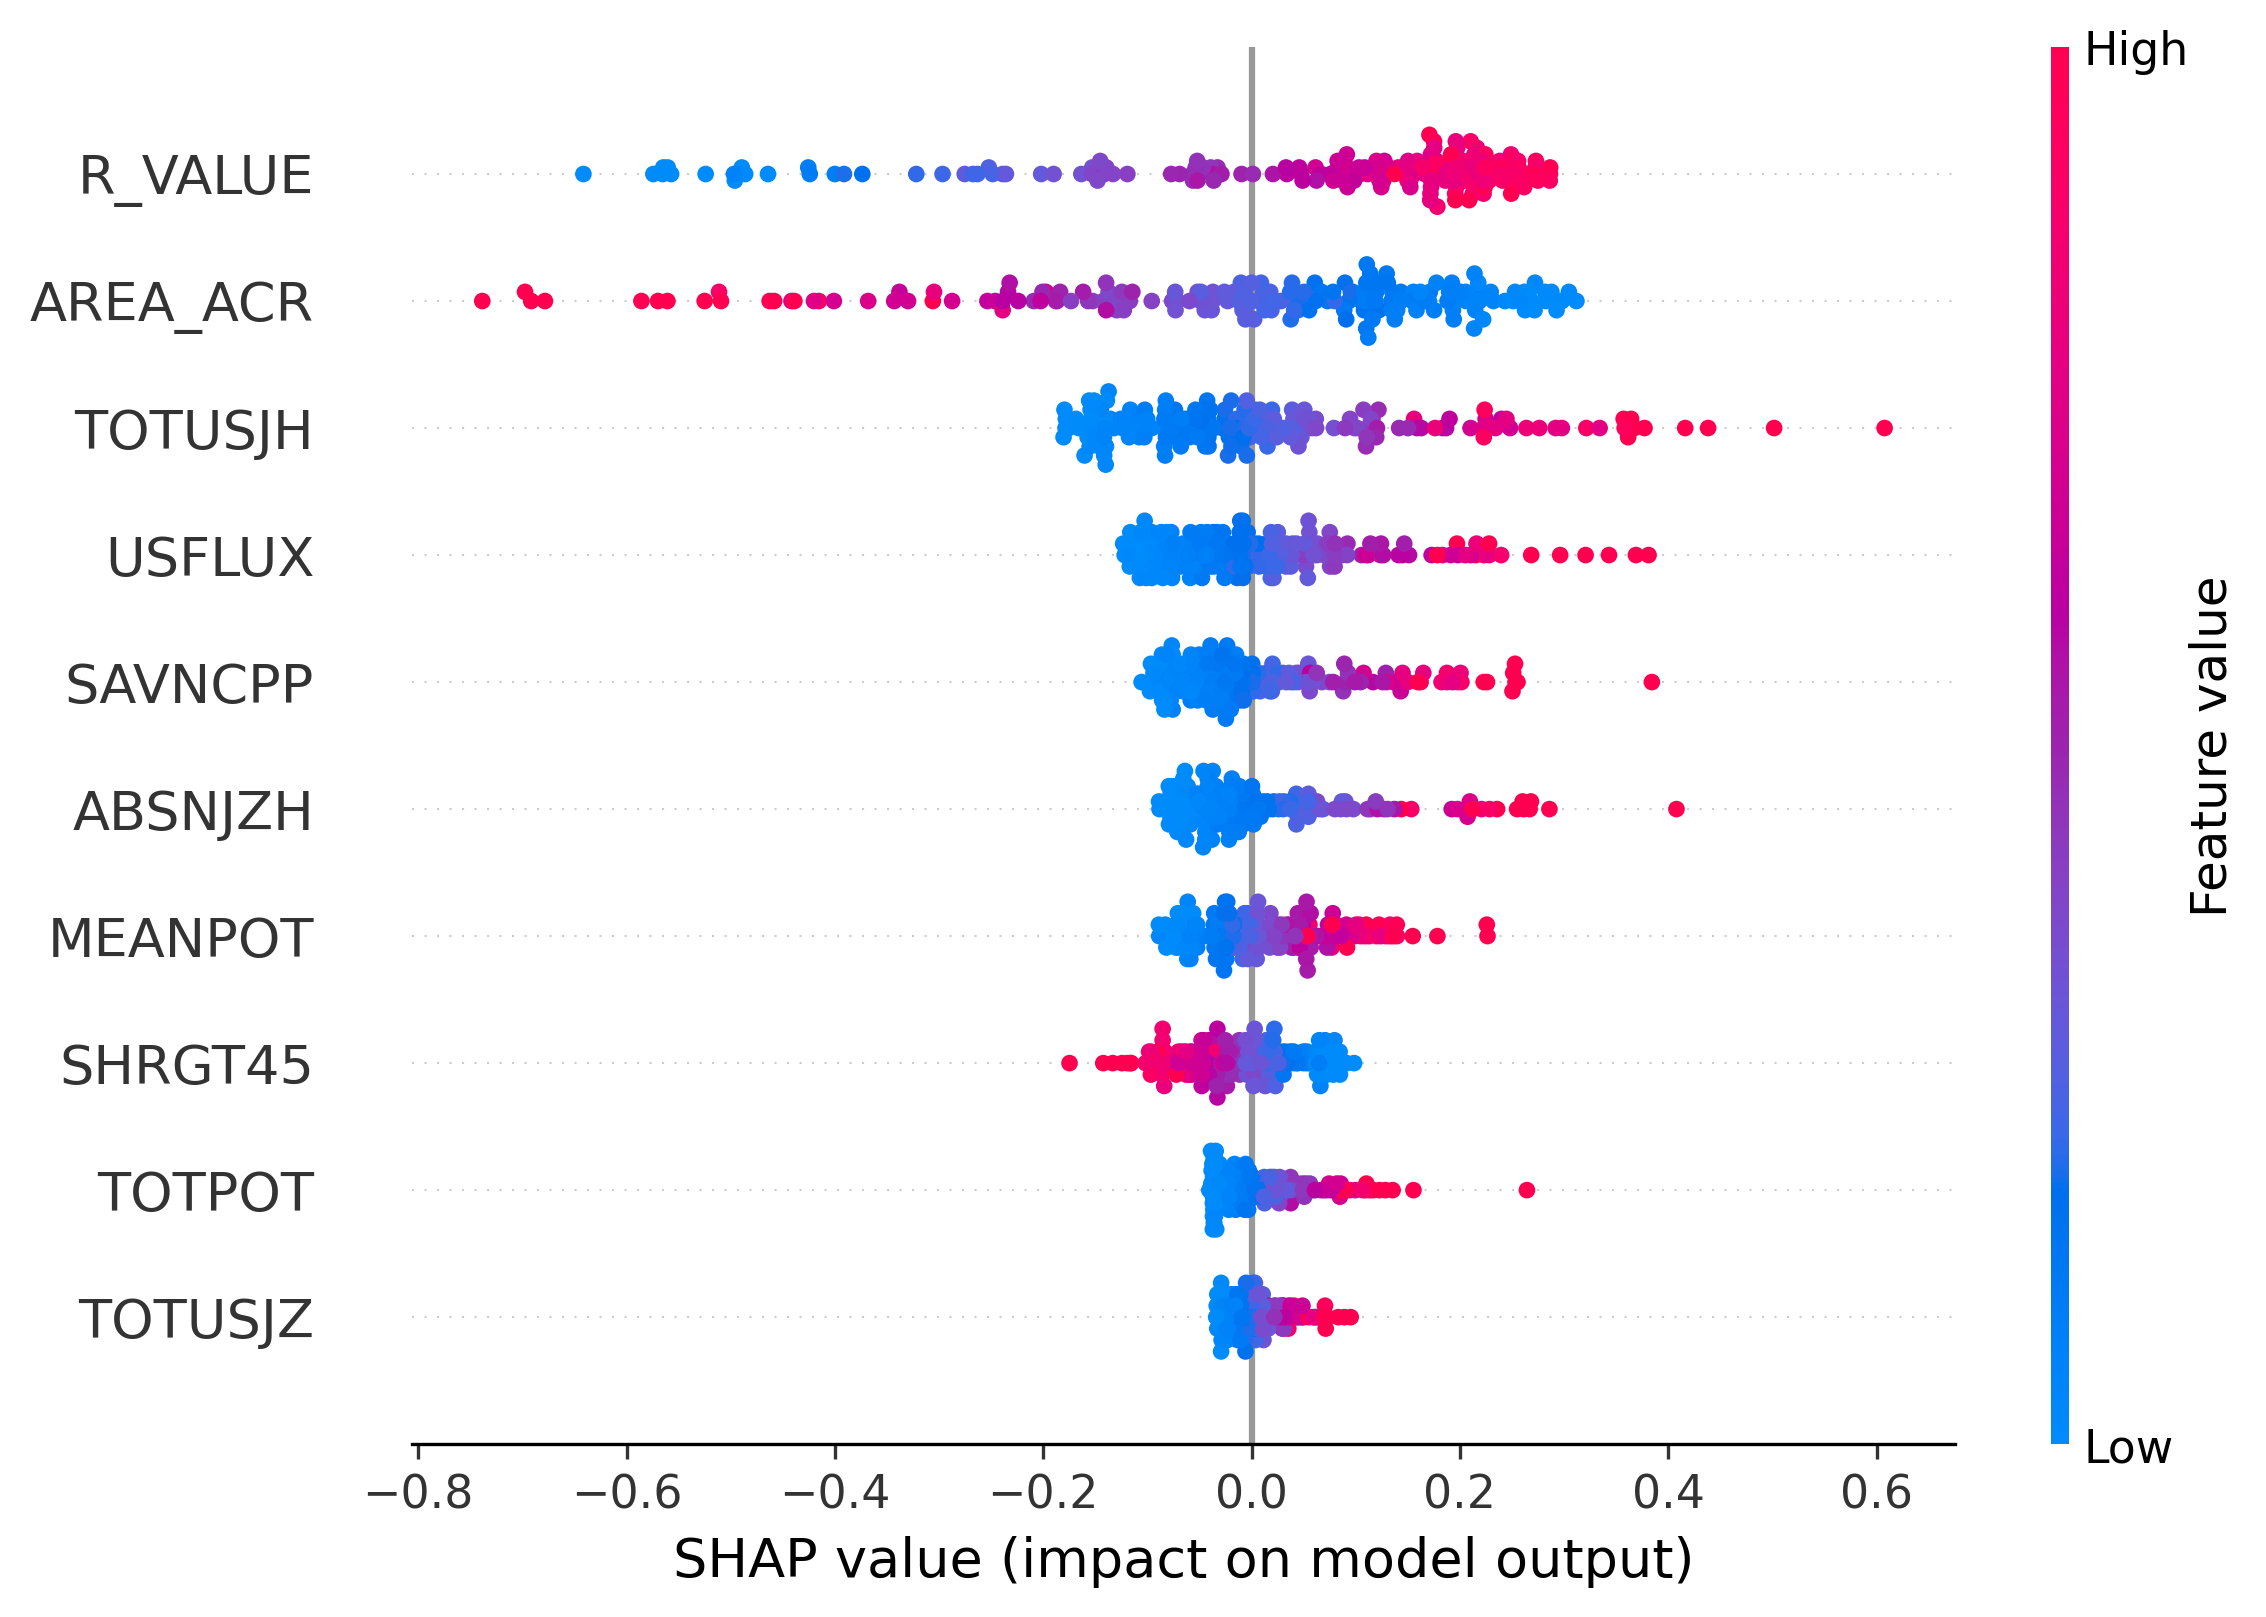 High
R_VALUE
AREA_ACR
TOTUSJH
USFLUX
SAVNCPP
ABSNJZH
MEANPOT
SHRGT45
TOTPOT
TOTUSJZ
Feature value
Low
−0.8 −0.6 −0.4 −0.2 0.0 0.2 0.4 0.6
SHAP value (impact on model output)